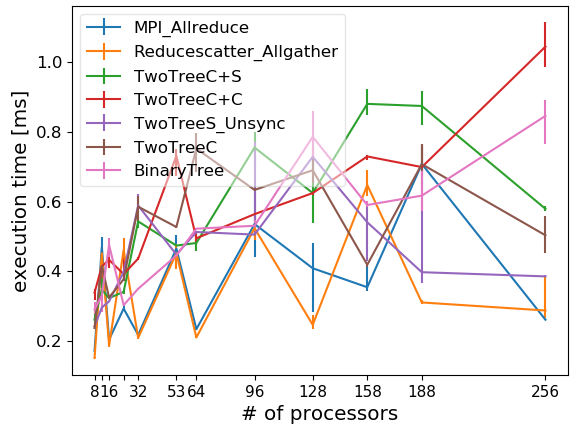 MPI_Allreduce
Reducescatter_Allgather
TwoTreeC+S
TwoTreeC+C
TwoTreeS_Unsync
TwoTreeC
BinaryTree
execution time [ms]
1.0
0.8
0.6
0.4
0.2
8 16 32 53 64 96 128 158 188 256
# of processors